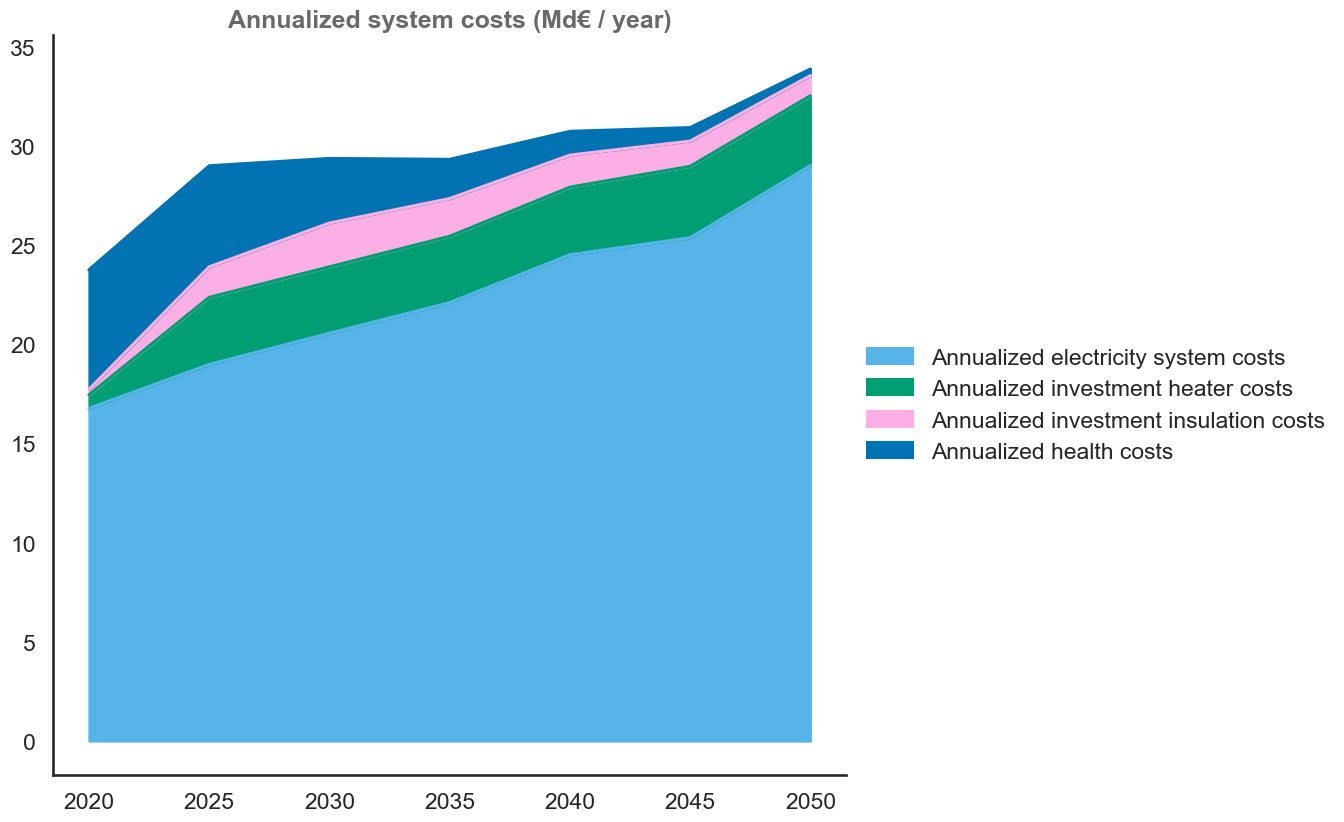 Annualized system costs (Md€ / year)
35
30
25
20
15
10
5
0
2020 2025 2030 2035 2040 2045 2050
Annualized electricity system costs
Annualized investment heater costs
Annualized investment insulation costs
Annualized health costs